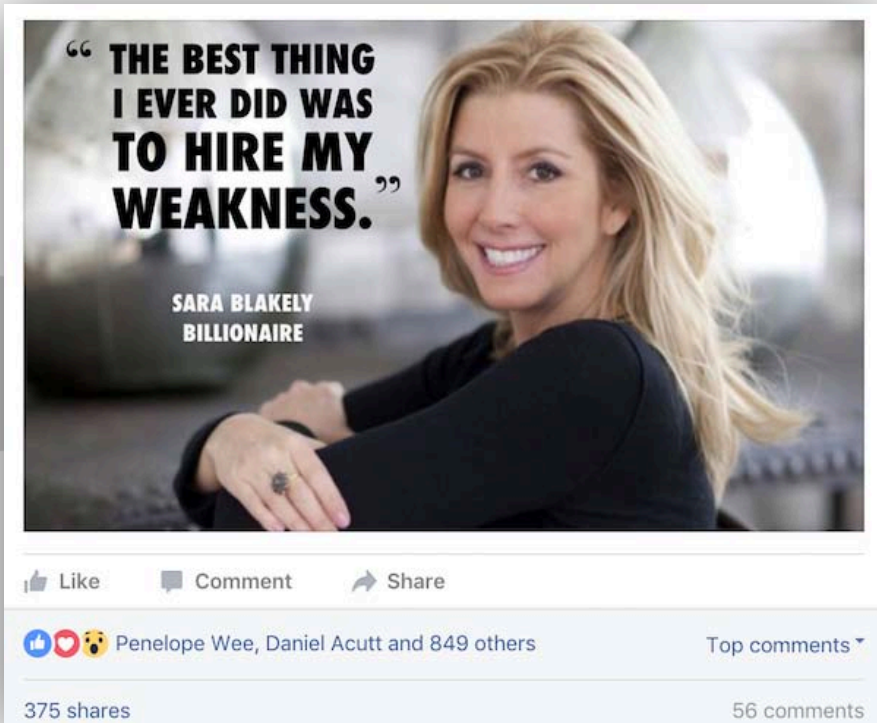 “ THE BEST THING
I EVER DID WAS
TO HIRE MY
WEAKNESS. ”
SARA BLAKELY
BILLIONAIRE
Like Comment Share
Penelope Wee, Daniel Acutt and 849 others Top comments
375 shares 56 comments